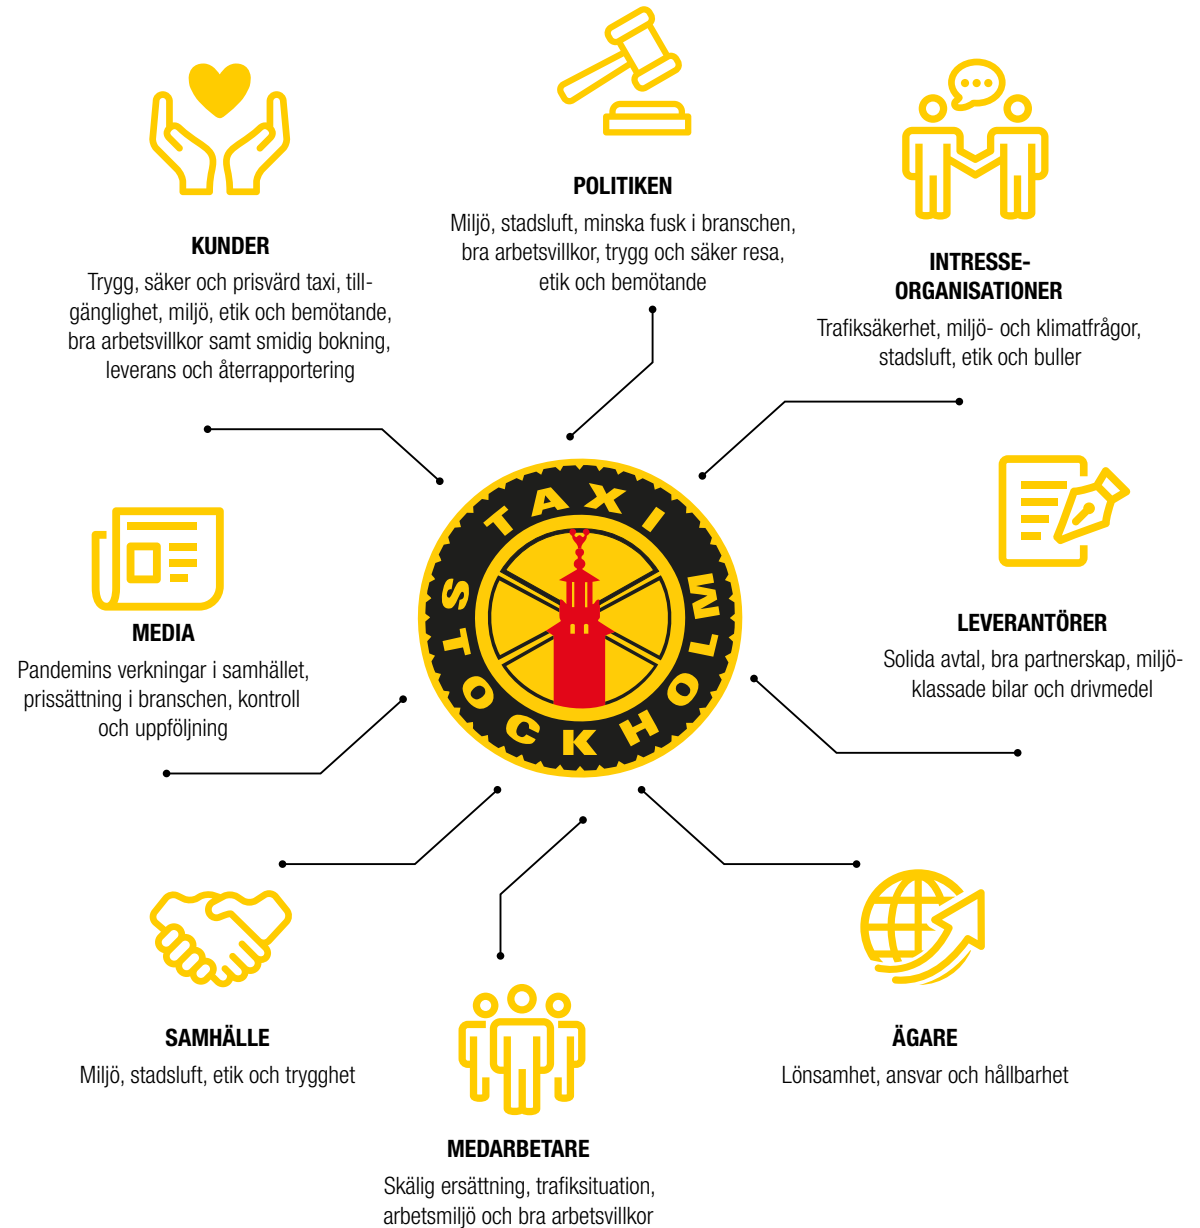 POLITIKEN
Miljö, stadsluft, minska fusk i branschen,
bra arbetsvillkor, trygg och säker resa,
etik och bemötande
KUNDER
Trygg, säker och prisvärd taxi, till-
gänglighet, miljö, etik och bemötande,
bra arbetsvillkor samt smidig bokning,
leverans och återrapportering
INTRESSE-
ORGANISATIONER
Trafiksäkerhet, miljö- och klimatfrågor,
stadsluft, etik och buller
TAXI
STOCKHOLM
MEDIA
Pandemins verkningar i samhället,
prissättning i branschen, kontroll
och uppföljning
LEVERANTÖRER
Solida avtal, bra partnerskap, miljö-
klassade bilar och drivmedel
SAMHÄLLE
Miljö, stadsluft, etik och trygghet
ÄGARE
Lönsamhet, ansvar och hållbarhet
MEDARBETARE
Skälig ersättning, trafiksituation,
arbetsmiljö och bra arbetsvillkor